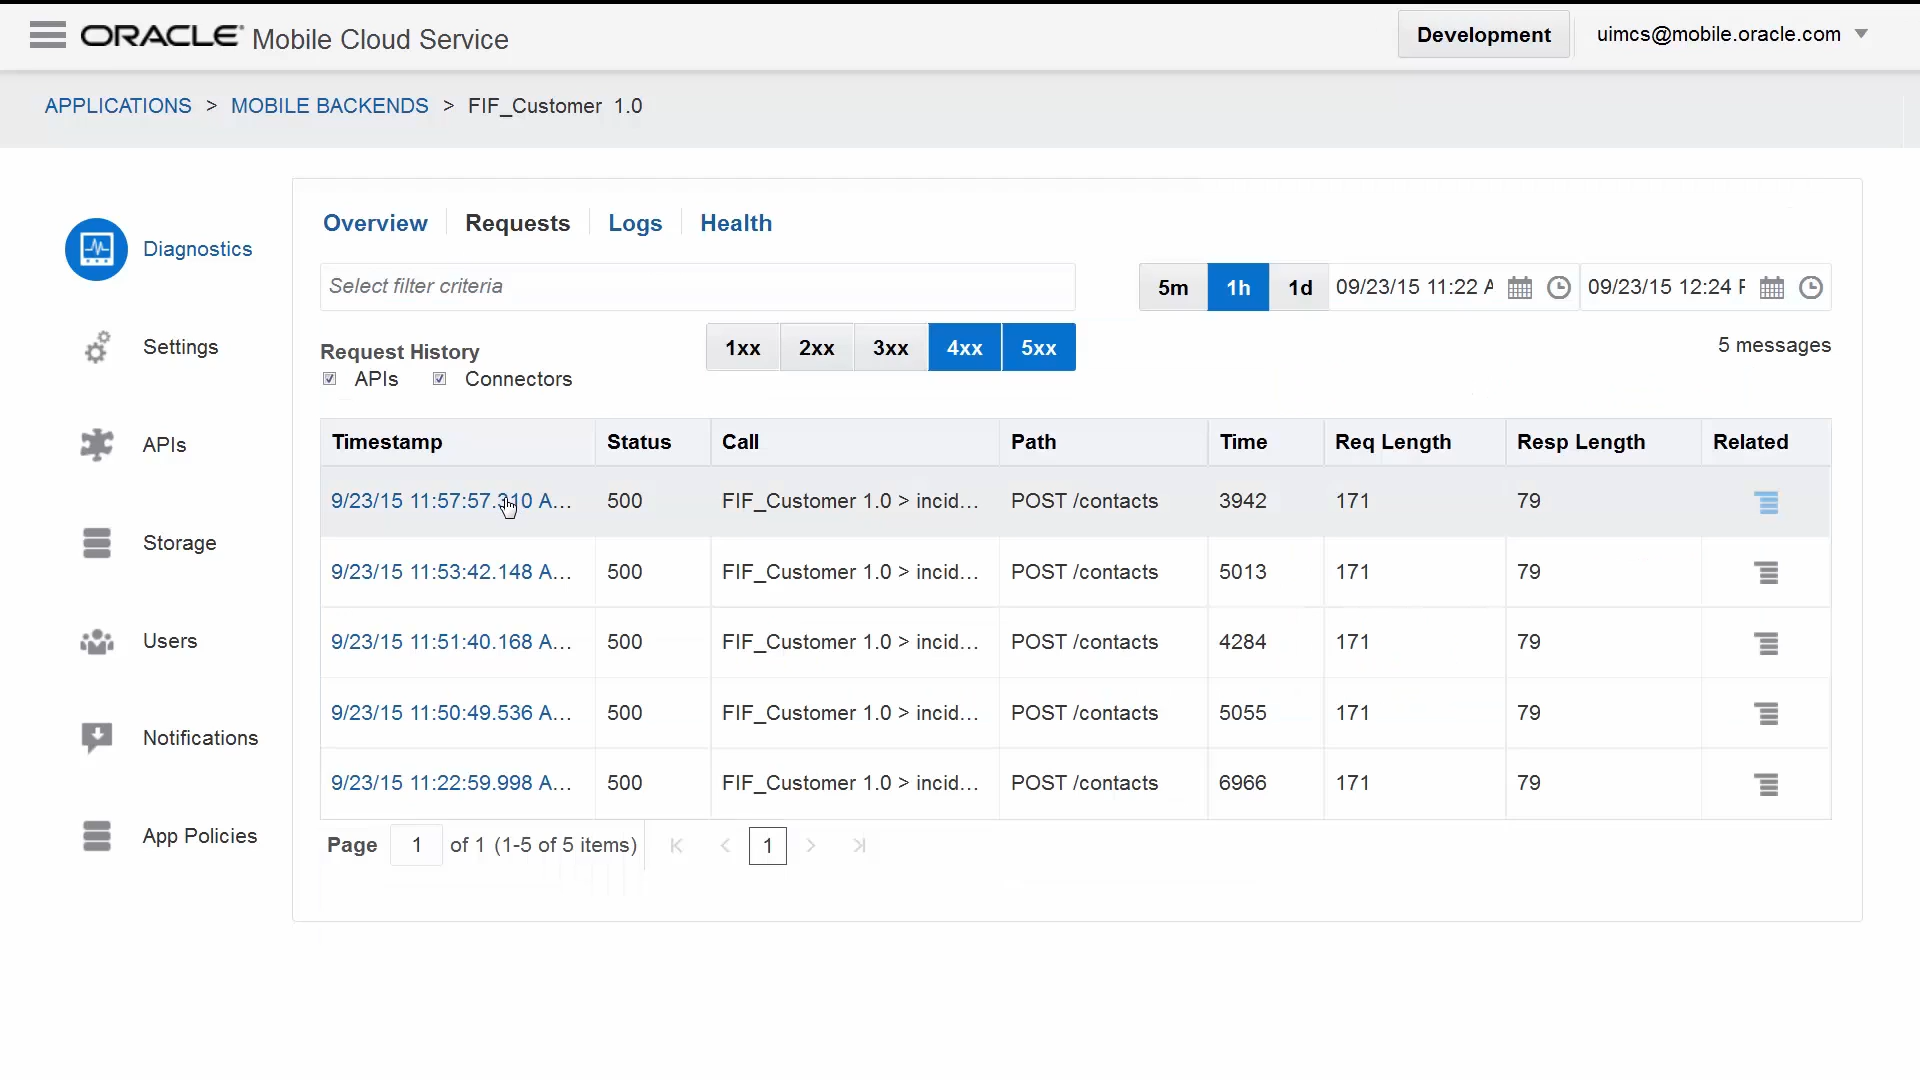 ORACLE Mobile Cloud Service
Development
uimcs@mobile.oracle.com
APPLICATIONS > MOBILE BACKENDS > FIF_Customer 1.0
Diagnostics
Settings
APIs
Storage
Users
Notifications
App Policies
Overview
Requests
Logs
Health
Select filter criteria
5m
1h
1d
09/23/15 11:22 A
09/23/15 12:24 P
Request History
APIs
Connectors
1xx
2xx
3xx
4xx
5xx
5 messages
Timestamp Status Call Path Time Req Length Resp Length Related
9/23/15 11:57:57.310 A... 500 FIF_Customer 1.0 > incid... POST /contacts 3942 171 79
9/23/15 11:53:42.148 A... 500 FIF_Customer 1.0 > incid... POST /contacts 5013 171 79
9/23/15 11:51:40.168 A... 500 FIF_Customer 1.0 > incid... POST /contacts 4284 171 79
9/23/15 11:50:49.536 A... 500 FIF_Customer 1.0 > incid... POST /contacts 5055 171 79
9/23/15 11:22:59.998 A... 500 FIF_Customer 1.0 > incid... POST /contacts 6966 171 79
Page 1 of 1 (1-5 of 5 items) 1